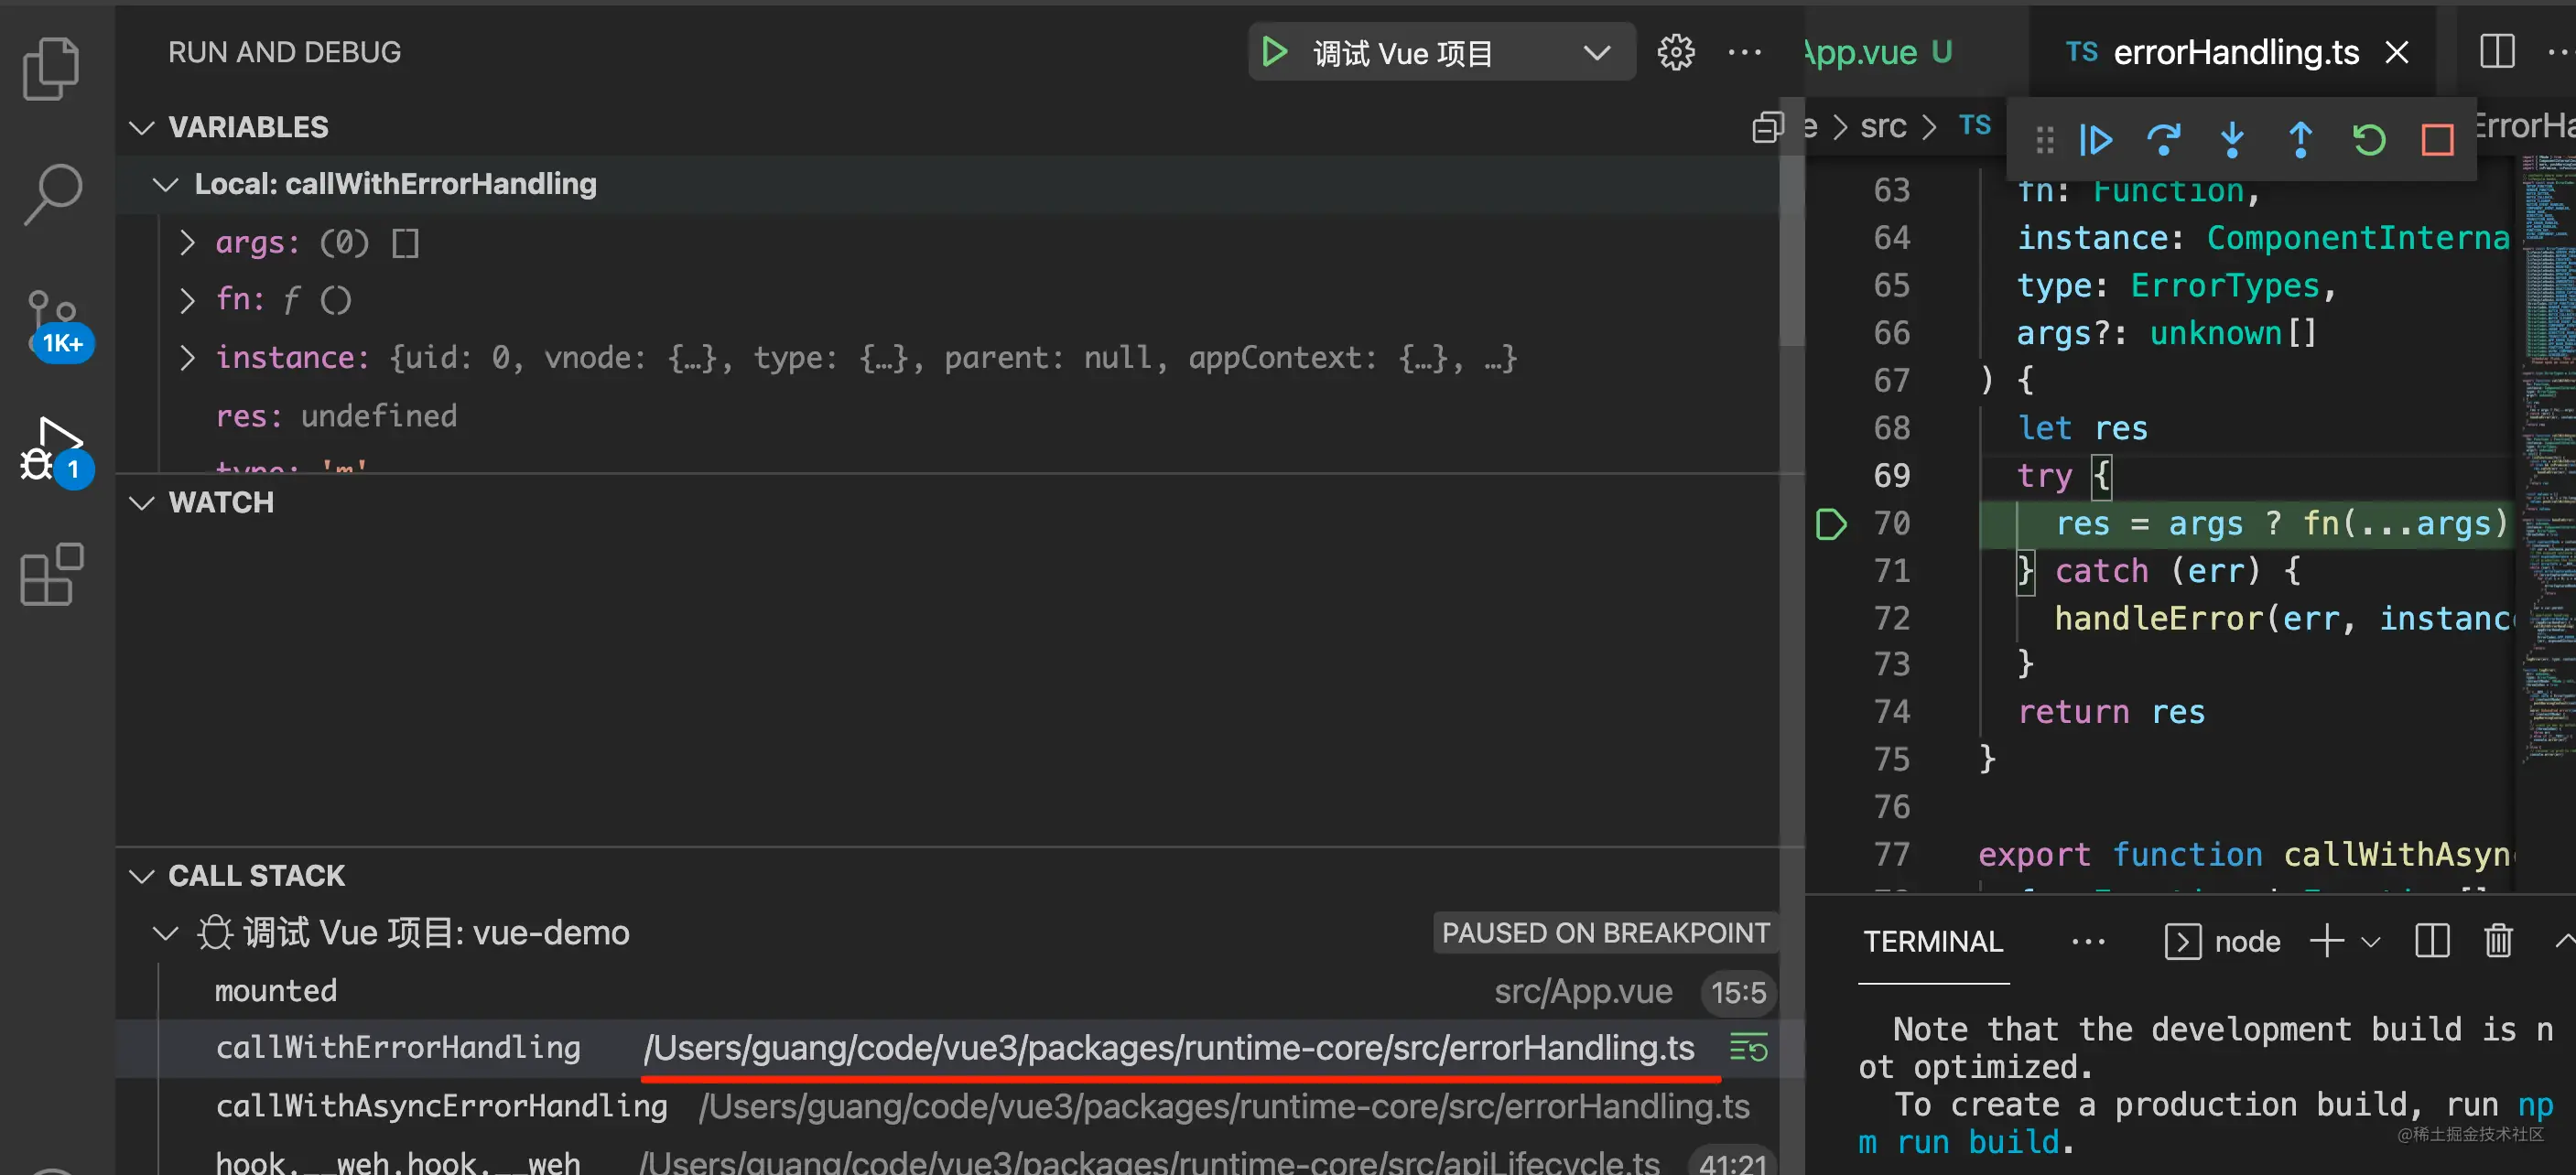 RUN AND DEBUG
调试 Vue 项目
VARIABLES
Local: callWithErrorHandling
args: (0) []
fn: ƒ ()
instance: {uid: 0, vnode: {…}, type: {…}, parent: null, appContext: {…}, …}
res: undefined
type: 'm'
1K+
1
WATCH
CALL STACK
调试 Vue 项目: vue-demo
PAUSED ON BREAKPOINT
mounted src/App.vue 15:5
callWithErrorHandling /Users/guang/code/vue3/packages/runtime-core/src/errorHandling.ts
callWithAsyncErrorHandling /Users/guang/code/vue3/packages/runtime-core/src/errorHandling.ts
hook.__weh.hook.__weh /Users/guang/code/vue3/packages/runtime-core/src/apiLifecycle.ts 41:21
App.vue U
TS errorHandling.ts
e > src > TS ErrorHa
63 fn: Function,
64 instance: ComponentInterna
65 type: ErrorTypes,
66 args?: unknown[]
67 ) {
68 let res
69 try {
70 res = args ? fn(...args)
71 } catch (err) {
72 handleError(err, instanc
73 }
74 return res
75 }
76
77 export function callWithAsyn
TERMINAL
node
Note that the development build is n
ot optimized.
To create a production build, run np
m run build.
@稀土掘金技术社区